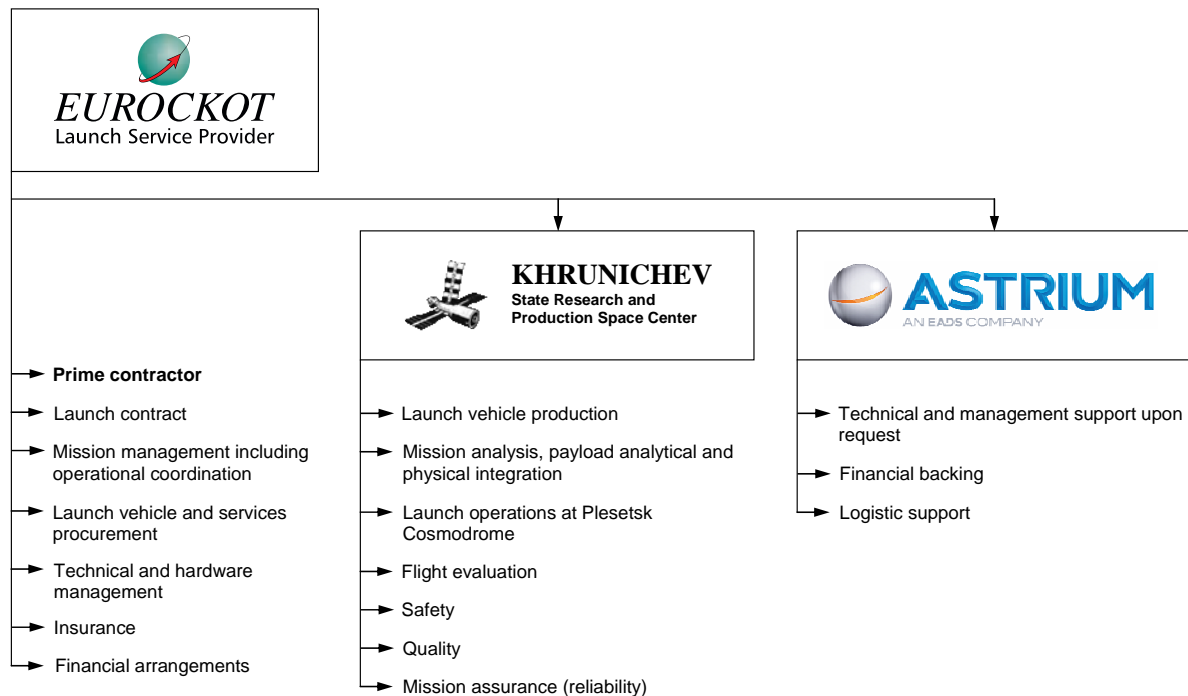 EUROCKOT
Launch Service Provider
KHRUNICHEV
State Research and
Production Space Center
ASTRIUM
AN EADS COMPANY
Prime contractor
Launch contract
Mission management including
operational coordination
Launch vehicle and services
procurement
Technical and hardware
management
Insurance
Financial arrangements
Launch vehicle production
Mission analysis, payload analytical and
physical integration
Launch operations at Plesetsk
Cosmodrome
Flight evaluation
Safety
Quality
Mission assurance (reliability)
Technical and management support upon
request
Financial backing
Logistic support